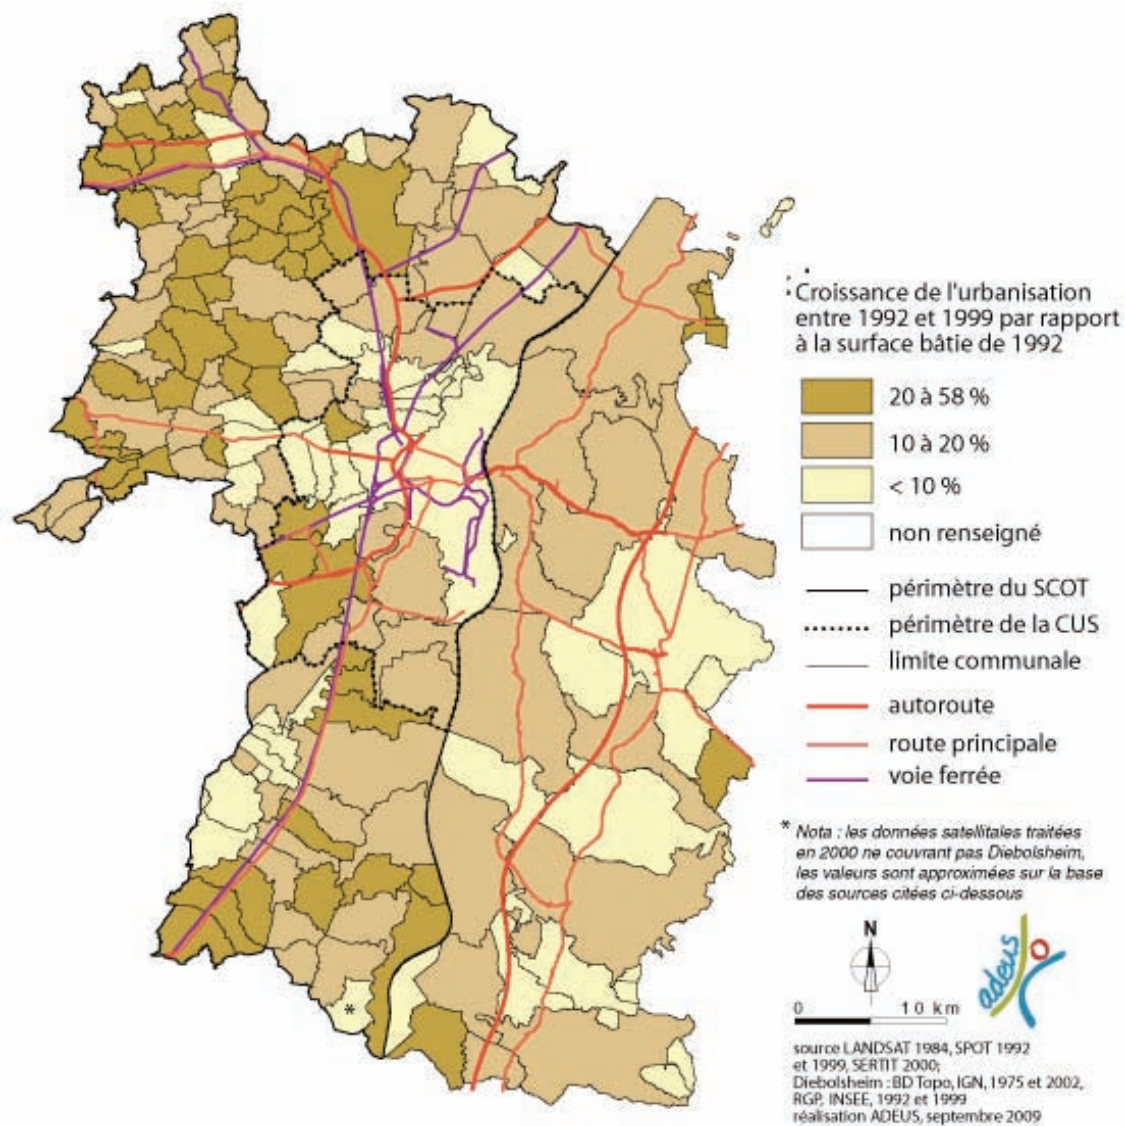 Croissance de l'urbanisation
entre 1992 et 1999 par rapport
à la surface bâtie de 1992
20 à 58 %
10 à 20 %
< 10 %
non renseigné
périmètre du SCOT
périmètre de la CUS
limite communale
autoroute
route principale
voie ferrée
* Nota : les données satellitales traitées
en 2000 ne couvrant pas Diebolsheim,
les valeurs sont approximées sur la base
des sources citées ci-dessous
N
adeus
0 10 km
source LANDSAT 1984, SPOT 1992
et 1999, SERTIT 2000;
Diebolsheim : BD Topo, IGN, 1975 et 2002,
RGP, INSEE, 1992 et 1999
réalisation ADEUS, septembre 2009
*